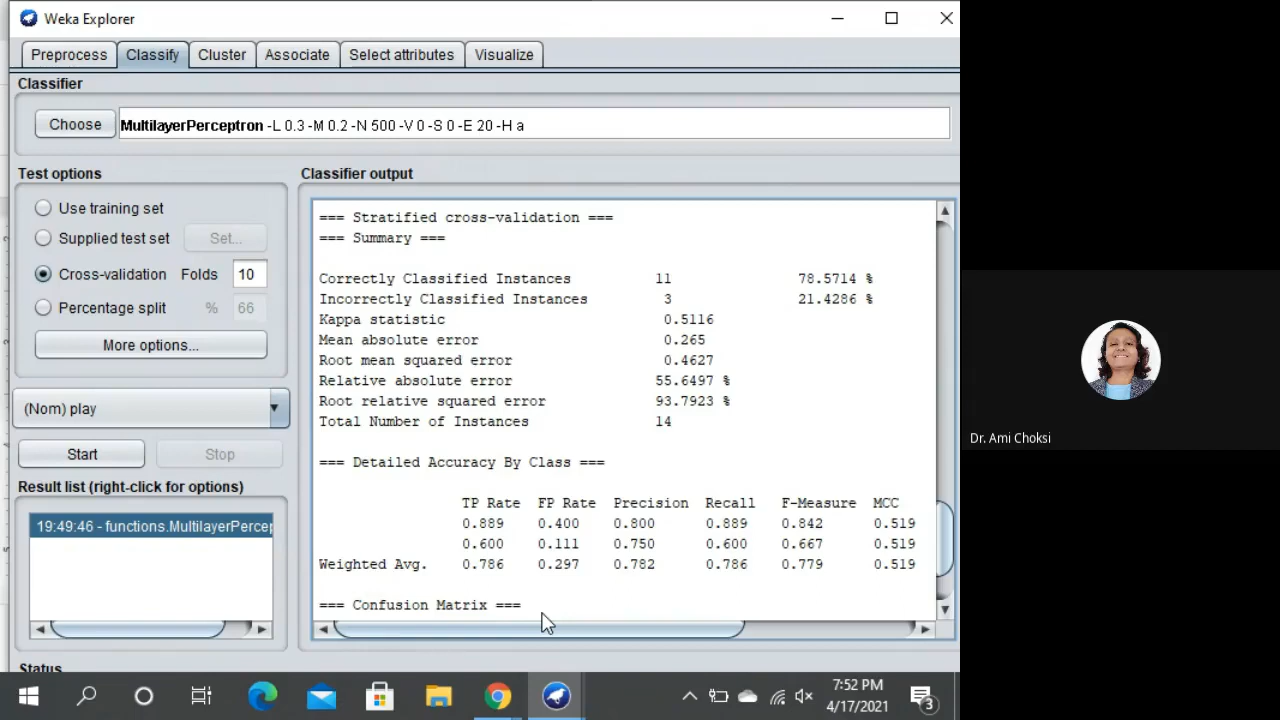 Weka Explorer
Preprocess Classify Cluster Associate Select attributes Visualize
Classifier
Choose MultilayerPerceptron -L 0.3 -M 0.2 -N 500 -V 0 -S 0 -E 20 -H a
Test options
Use training set
Supplied test set Set...
Cross-validation Folds 10
Percentage split % 66
More options...
(Nom) play
Start Stop
Result list (right-click for options)
19:49:46 - functions.MultilayerPercep
Status
Classifier output
=== Stratified cross-validation ===
=== Summary ===
Correctly Classified Instances 11 78.5714 %
Incorrectly Classified Instances 3 21.4286 %
Kappa statistic 0.5116
Mean absolute error 0.265
Root mean squared error 0.4627
Relative absolute error 55.6497 %
Root relative squared error 93.7923 %
Total Number of Instances 14
=== Detailed Accuracy By Class ===
TP Rate FP Rate Precision Recall F-Measure MCC
0.889 0.400 0.800 0.889 0.842 0.519
0.600 0.111 0.750 0.600 0.667 0.519
Weighted Avg. 0.786 0.297 0.782 0.786 0.779 0.519
=== Confusion Matrix ===
Dr. Ami Choksi
7:52 PM
4/17/2021
3